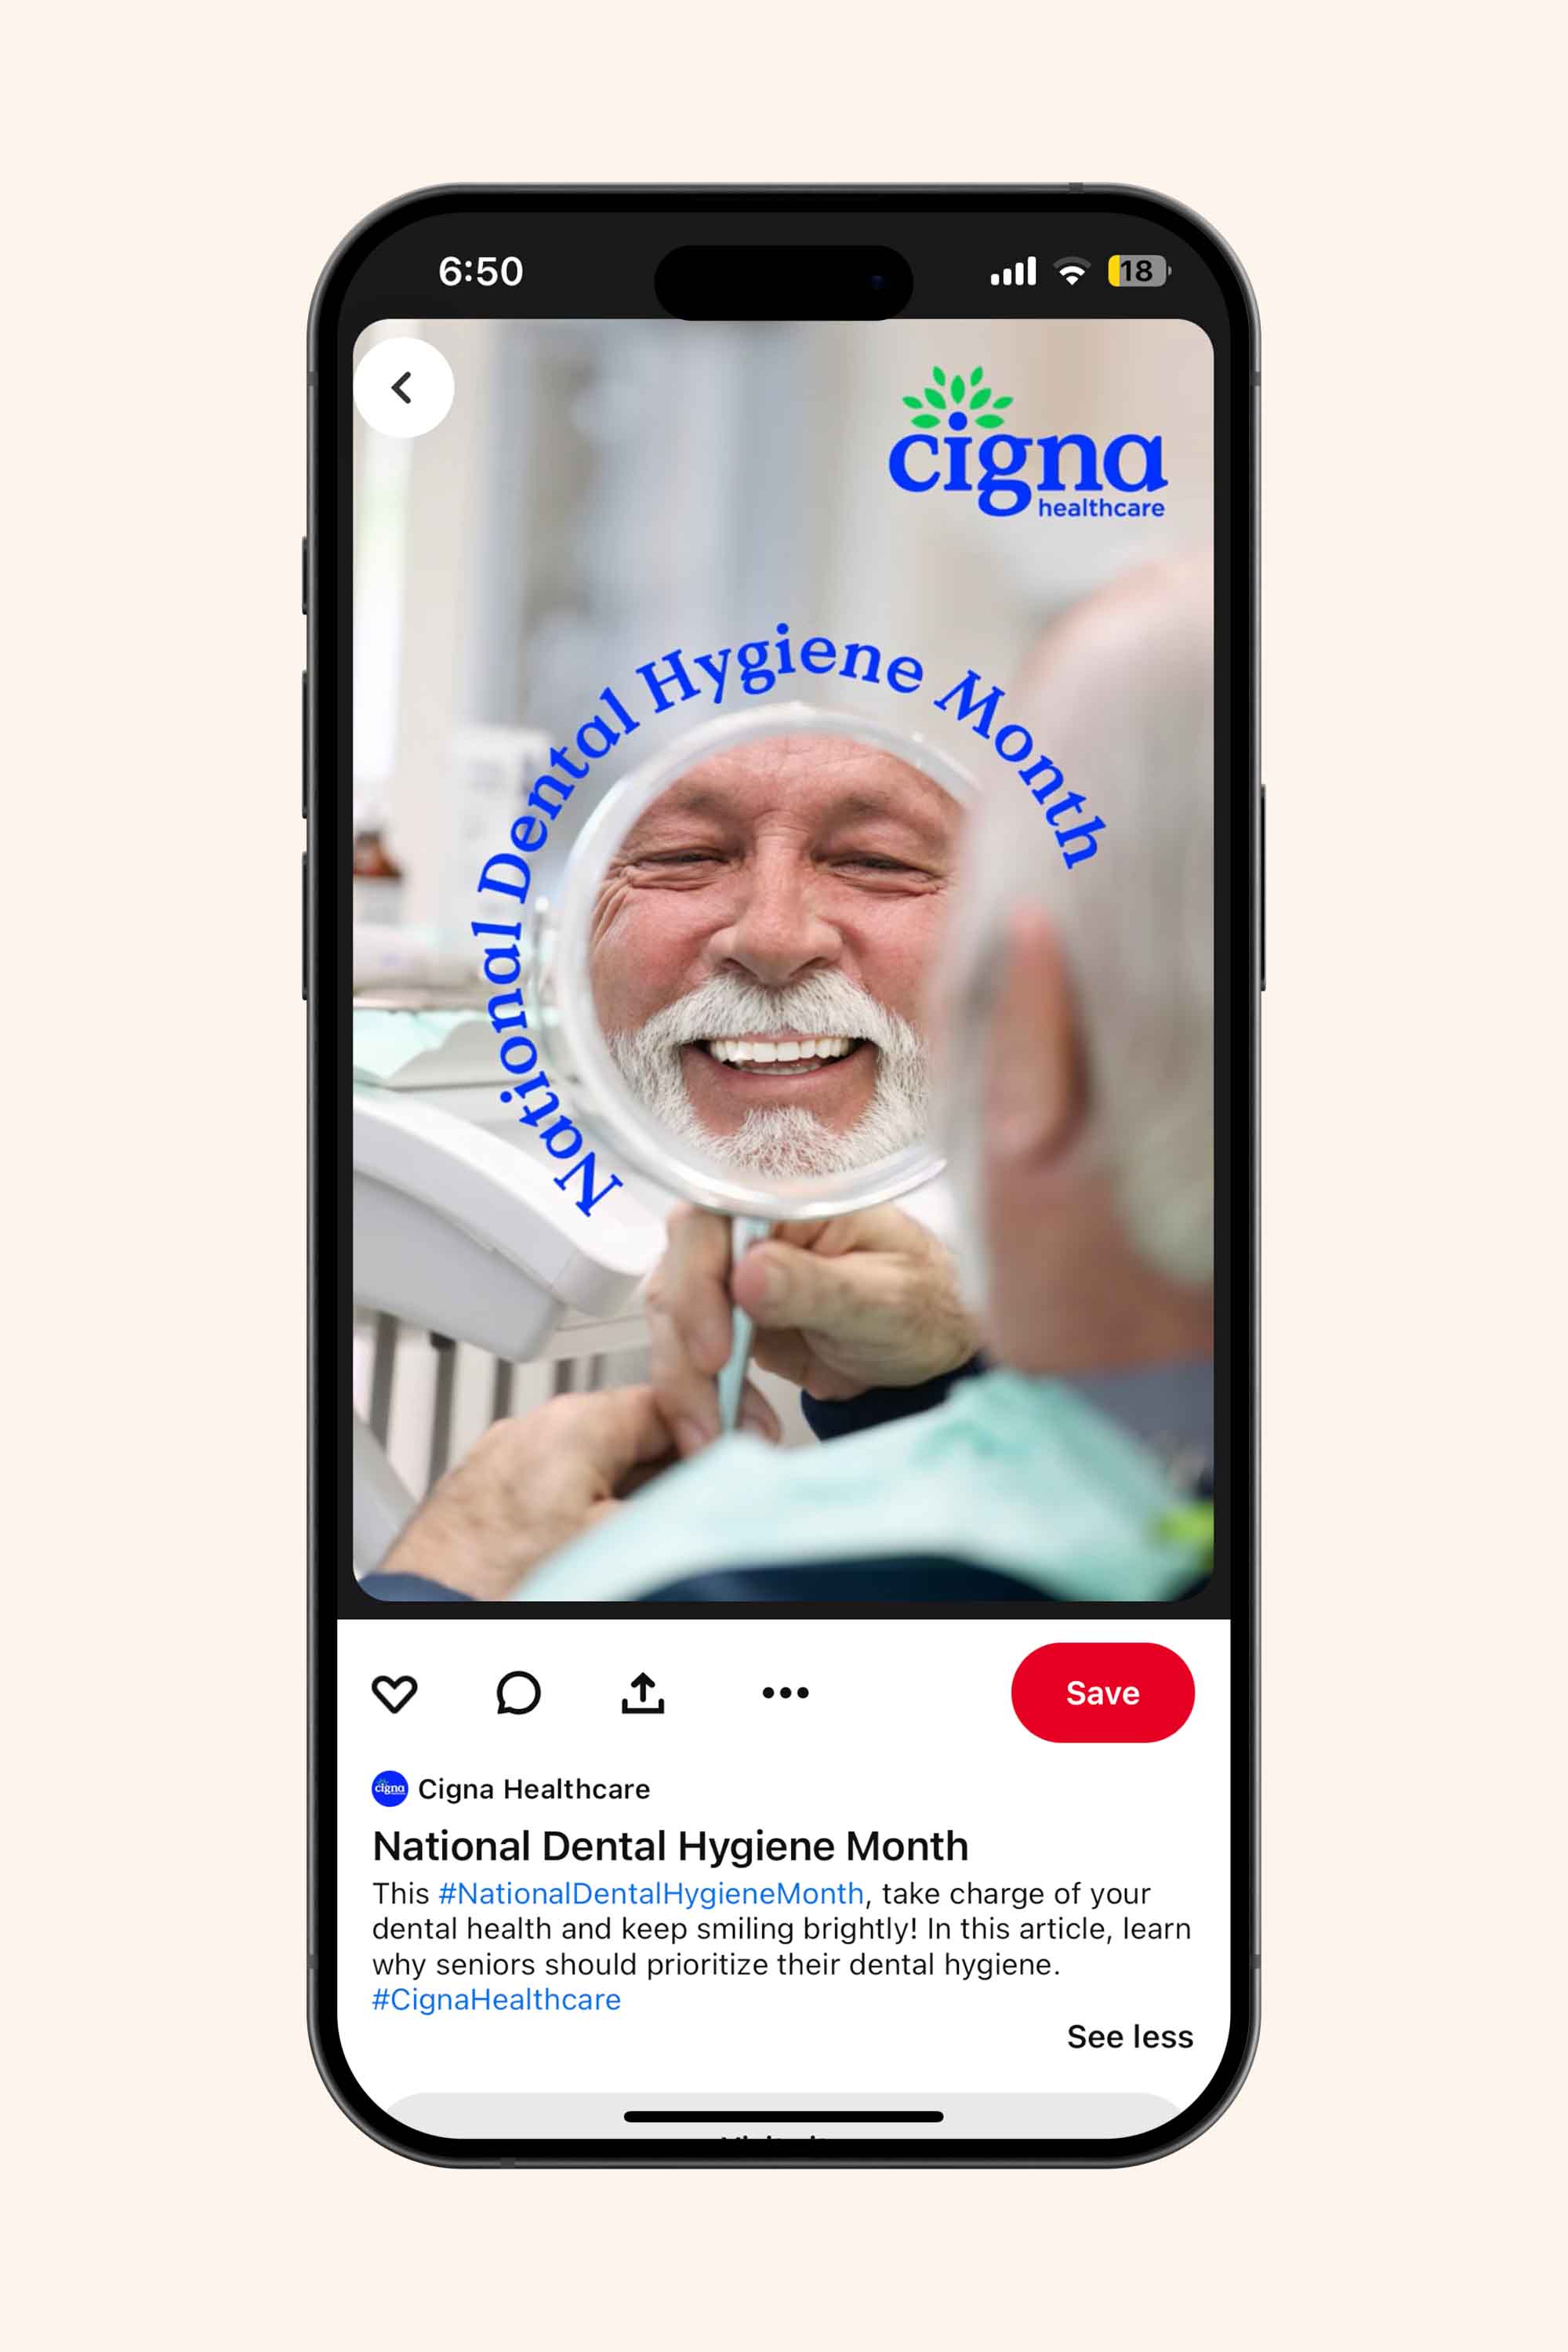 6:50
18
cigna
healthcare
National Dental Hygiene Month
Save
cigna
Cigna Healthcare
National Dental Hygiene Month
This #NationalDentalHygieneMonth, take charge of your
dental health and keep smiling brightly! In this article, learn
why seniors should prioritize their dental hygiene.
#CignaHealthcare
See less